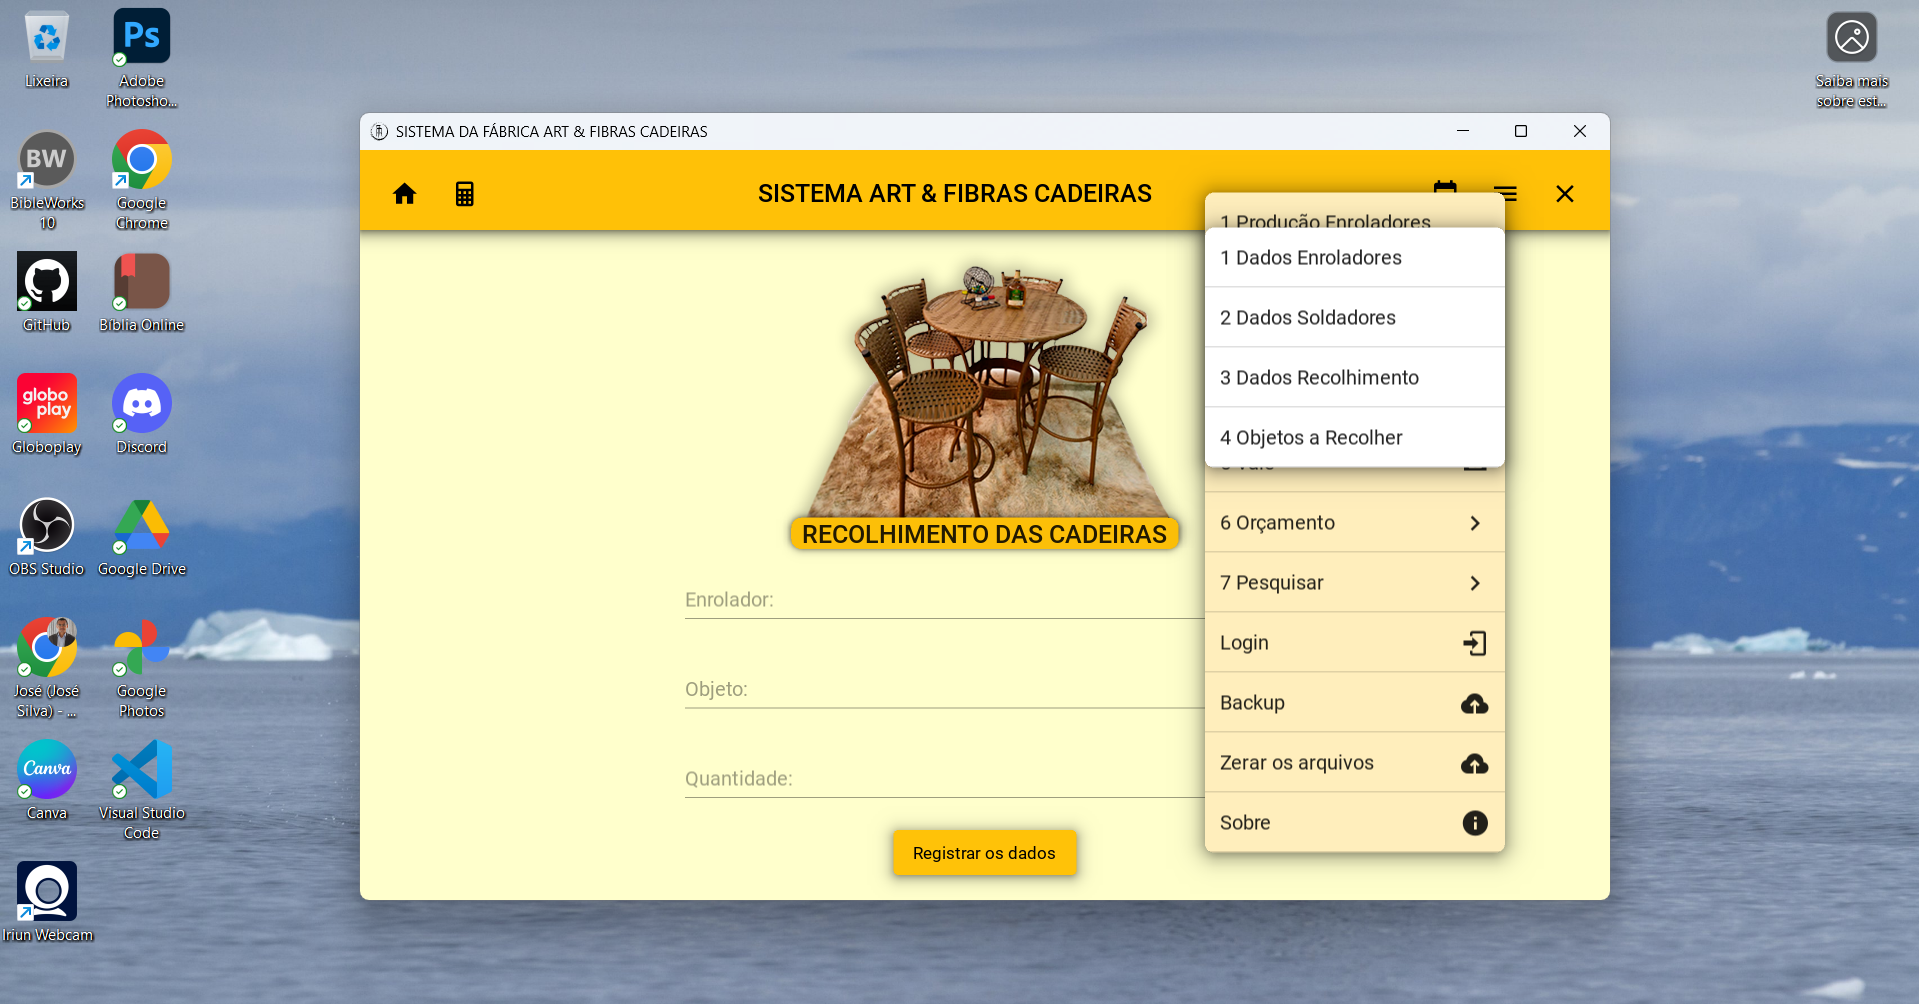 Lixeira
Adobe
Photosho...
Ps
BW
BibleWorks
10
Google
Chrome
GitHub
Bíblia Online
globo
play
Globoplay
Discord
OBS Studio
Google Drive
José (José
Silva) - ...
Google
Photos
Canva
Canva
Visual Studio
Code
Iriun Webcam
Saiba mais
sobre est...
SISTEMA DA FÁBRICA ART & FIBRAS CADEIRAS
SISTEMA ART & FIBRAS CADEIRAS
RECOLHIMENTO DAS CADEIRAS
Enrolador:
Objeto:
Quantidade:
Registrar os dados
1 Produção Enroladores
1 Dados Enroladores
2 Dados Soldadores
3 Dados Recolhimento
4 Objetos a Recolher
6 Orçamento
7 Pesquisar
Login
Backup
Zerar os arquivos
Sobre